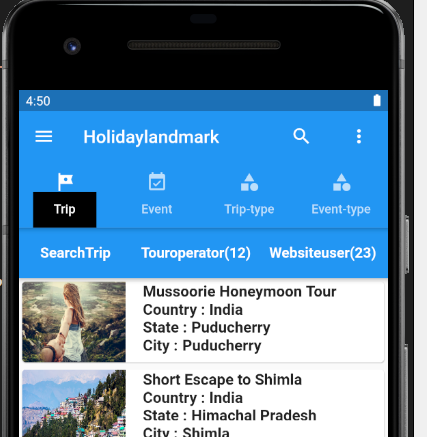 4:50
Holidaylandmark
Trip Event Trip-type Event-type
SearchTrip Touroperator(12) Websiteuser(23)
Mussoorie Honeymoon Tour
Country : India
State : Puducherry
City : Puducherry
Short Escape to Shimla
Country : India
State : Himachal Pradesh
City : Shimla